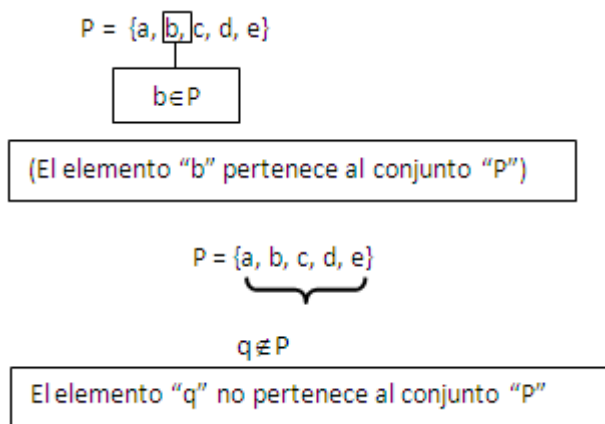 P = {a, b, c, d, e}
b∈P
(El elemento “b” pertenece al conjunto “P”)
P = {a, b, c, d, e}
q∉P
El elemento “q” no pertenece al conjunto “P”